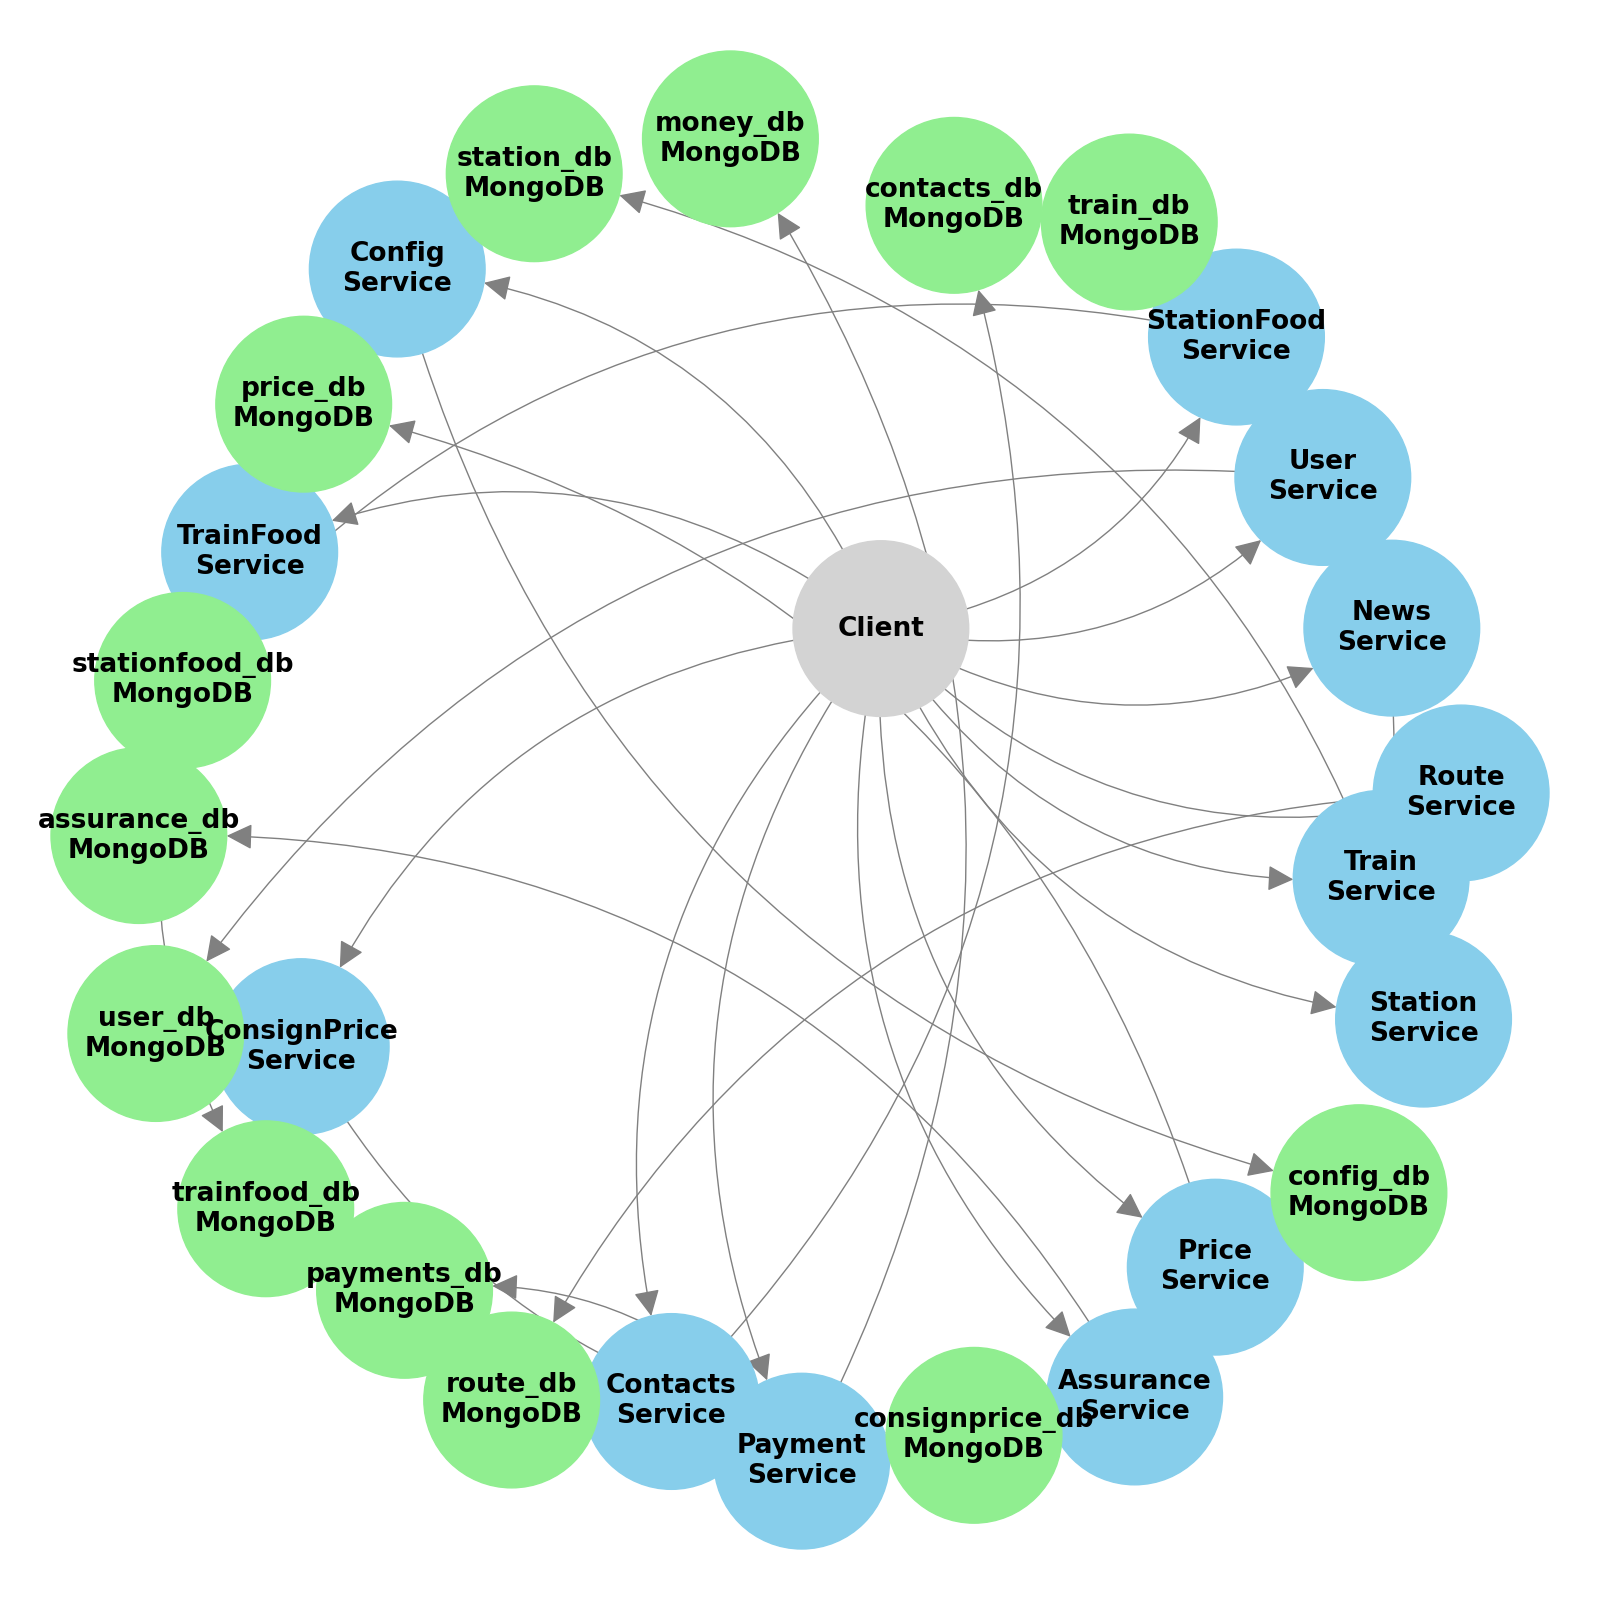 money_db
MongoDB
station_db
MongoDB
contacts_db
MongoDB
train_db
MongoDB
Config
Service
StationFood
Service
price_db
MongoDB
User
Service
TrainFood
Service
News
Service
Client
stationfood_db
MongoDB
Route
Service
assurance_db
MongoDB
Train
Service
Station
Service
user_db
MongoDB
ConsignPrice
Service
config_db
MongoDB
trainfood_db
MongoDB
Price
Service
payments_db
MongoDB
route_db
MongoDB
Contacts
Service
Assurance
Service
consignprice_db
MongoDB
Payment
Service